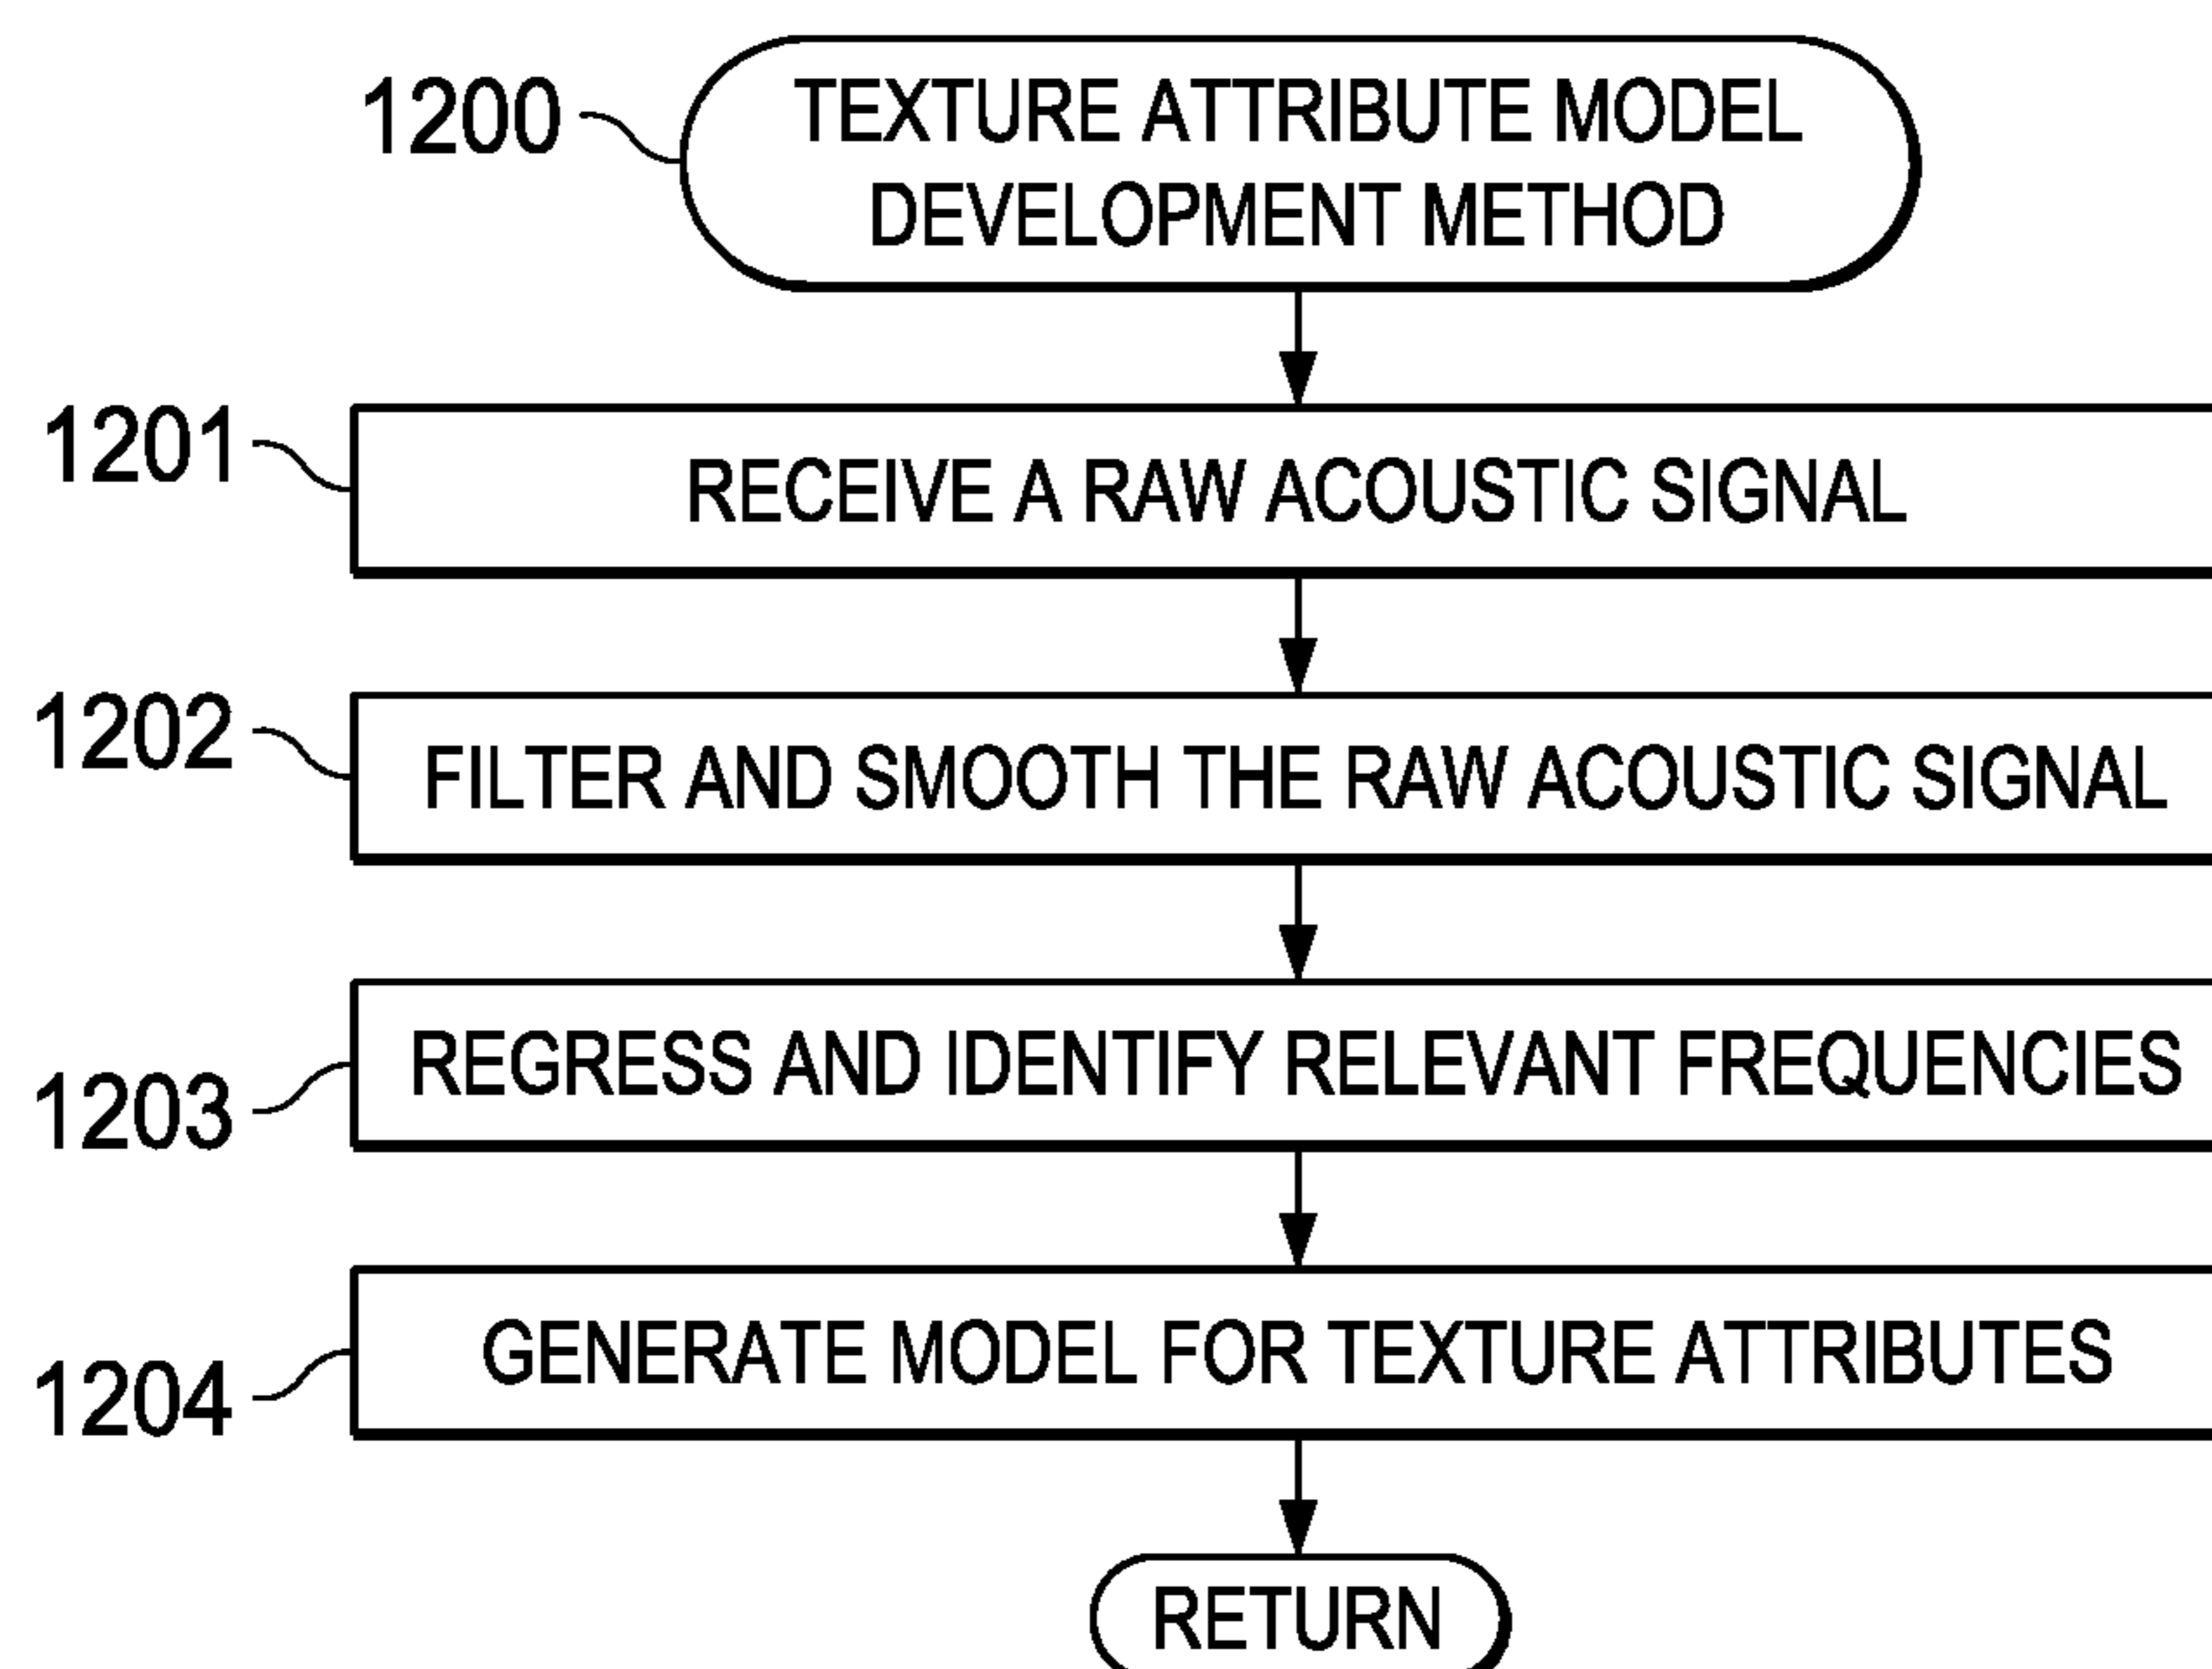 1200
TEXTURE ATTRIBUTE MODEL
DEVELOPMENT METHOD
1201
RECEIVE A RAW ACOUSTIC SIGNAL
1202
FILTER AND SMOOTH THE RAW ACOUSTIC SIGNAL
1203
REGRESS AND IDENTIFY RELEVANT FREQUENCIES
1204
GENERATE MODEL FOR TEXTURE ATTRIBUTES
RETURN